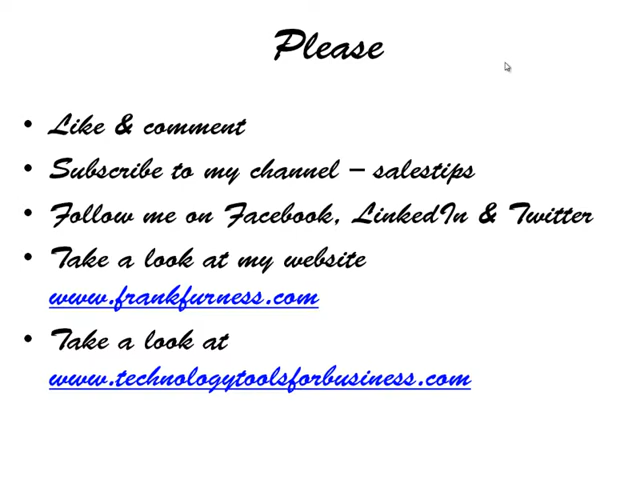 Please
• Like & comment
• Subscribe to my channel – salestips
• Follow me on Facebook, LinkedIn & Twitter
• Take a look at my website
www.frankfurness.com
• Take a look at
www.technologytoolsforbusiness.com